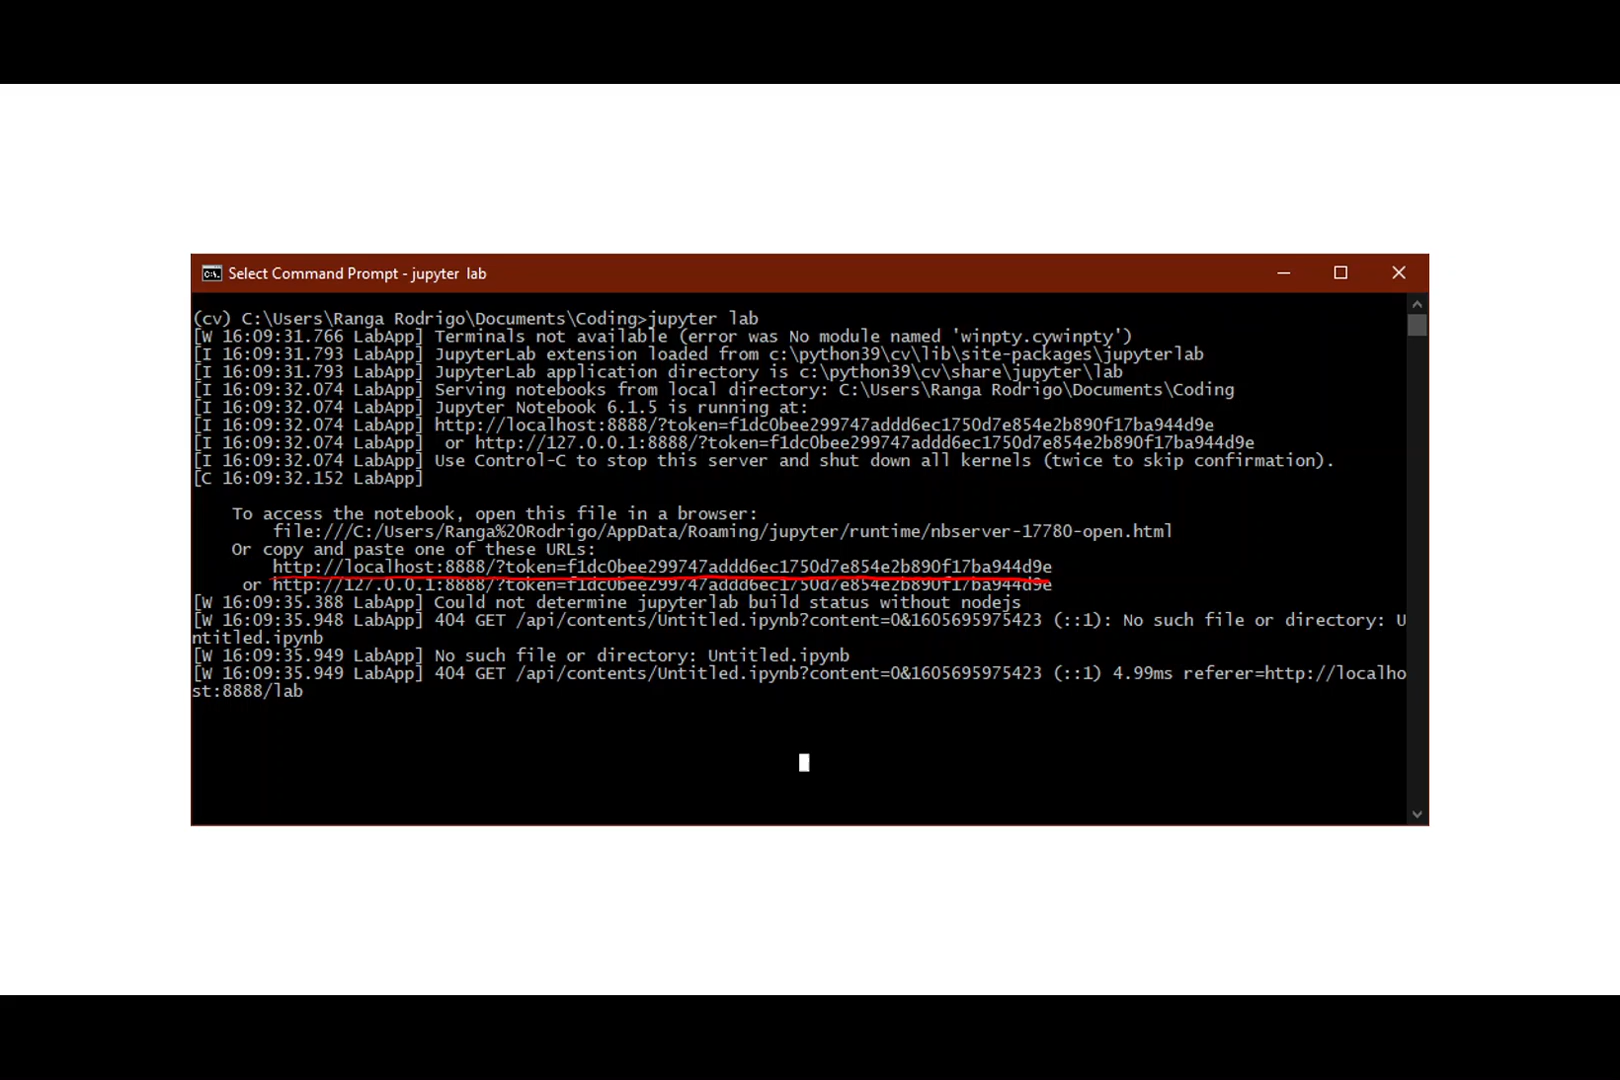 Select Command Prompt - jupyter lab
(cv) C:\Users\Ranga Rodrigo\Documents\Coding>jupyter lab
[W 16:09:31.766 LabApp] Terminals not available (error was No module named 'winpty.cywinpty')
[I 16:09:31.793 LabApp] JupyterLab extension loaded from c:\python39\cv\lib\site-packages\jupyterlab
[I 16:09:31.793 LabApp] JupyterLab application directory is c:\python39\cv\share\jupyter\lab
[I 16:09:32.074 LabApp] Serving notebooks from local directory: C:\Users\Ranga Rodrigo\Documents\Coding
[I 16:09:32.074 LabApp] Jupyter Notebook 6.1.5 is running at:
[I 16:09:32.074 LabApp] http://localhost:8888/?token=f1dc0bee299747addd6ec1750d7e854e2b890f17ba944d9e
[I 16:09:32.074 LabApp]  or http://127.0.0.1:8888/?token=f1dc0bee299747addd6ec1750d7e854e2b890f17ba944d9e
[I 16:09:32.074 LabApp] Use Control-C to stop this server and shut down all kernels (twice to skip confirmation).
[C 16:09:32.152 LabApp]
To access the notebook, open this file in a browser:
file:///C:/Users/Ranga%20Rodrigo/AppData/Roaming/jupyter/runtime/nbserver-17780-open.html
Or copy and paste one of these URLs:
http://localhost:8888/?token=f1dc0bee299747addd6ec1750d7e854e2b890f17ba944d9e
or http://127.0.0.1:8888/?token=f1dc0bee299747addd6ec1750d7e854e2b890f17ba944d9e
[W 16:09:35.388 LabApp] Could not determine jupyterlab build status without nodejs
[W 16:09:35.948 LabApp] 404 GET /api/contents/Untitled.ipynb?content=0&1605695975423 (::1): No such file or directory: U
ntitled.ipynb
[W 16:09:35.949 LabApp] No such file or directory: Untitled.ipynb
[W 16:09:35.949 LabApp] 404 GET /api/contents/Untitled.ipynb?content=0&1605695975423 (::1) 4.99ms referer=http://localho
st:8888/lab